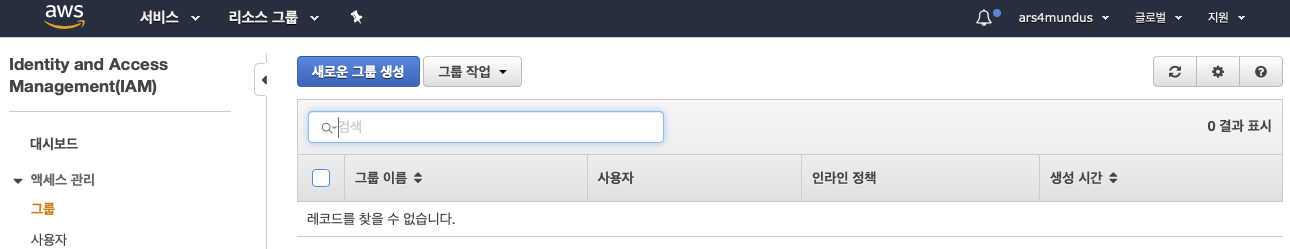 aws
서비스 리소스 그룹 ars4mundus 글로벌 지원
Identity and Access
Management(IAM)
대시보드
액세스 관리
그룹
사용자
새로운 그룹 생성 그룹 작업
검색 0 결과 표시
그룹 이름 사용자 인라인 정책 생성 시간
레코드를 찾을 수 없습니다.